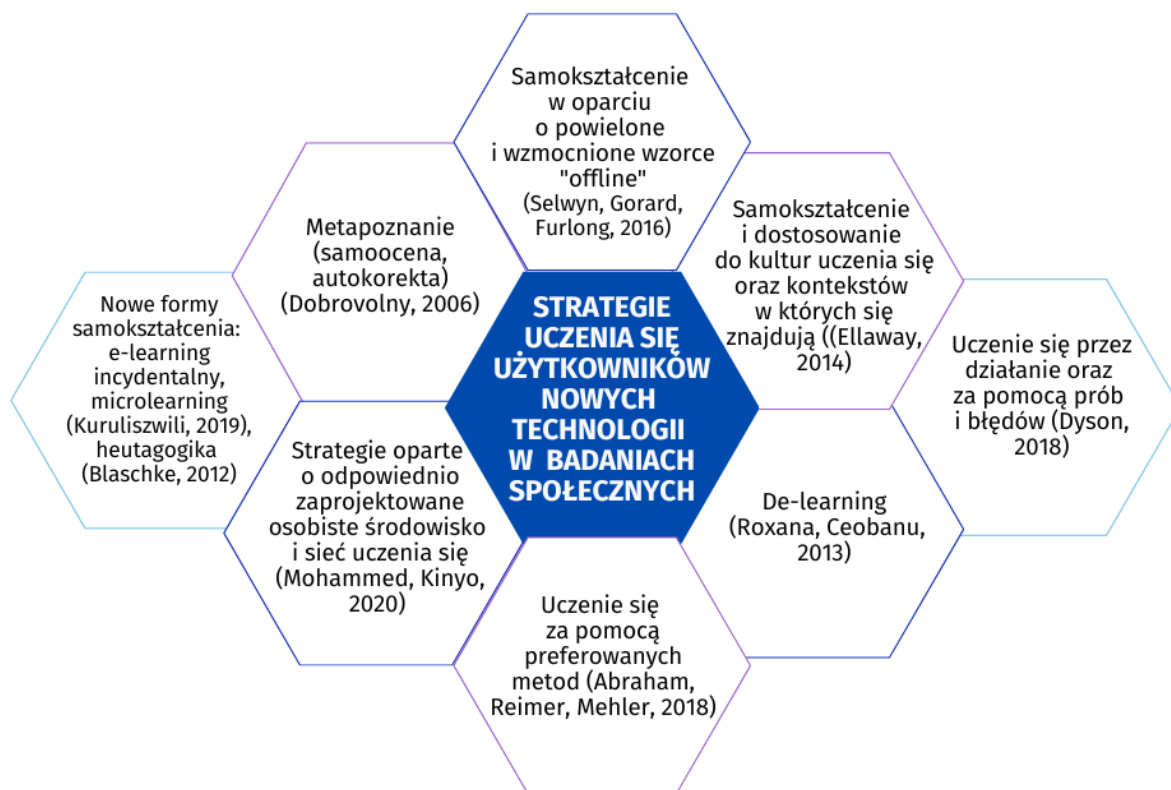 Samokształcenie
w oparciu
o powielone
i wzmocnione wzorce
"offline"
(Selwyn, Gorard,
Furlong, 2016)
Metapoznanie
(samoocena,
autokorekta)
(Dobrovolny, 2006)
Samokształcenie
i dostosowanie
do kultur uczenia się
oraz kontekstów
w których się
znajdują ((Ellaway,
2014)
Nowe formy
samokształcenia:
e-learning
incydentalny,
microlearning
(Kuruliszwili, 2019),
heutagogika
(Blaschke, 2012)
STRATEGIE
UCZENIA SIĘ
UŻYTKOWNIKÓW
NOWYCH
TECHNOLOGII
W BADANIACH
SPOŁECZNYCH
Uczenie się przez
działanie oraz
za pomocą prób
i błędów (Dyson,
2018)
Strategie oparte
o odpowiednio
zaprojektowane
osobiste środowisko
i sieć uczenia się
(Mohammed, Kinyo,
2020)
De-learning
(Roxana, Ceobanu,
2013)
Uczenie się
za pomocą
preferowanych
metod (Abraham,
Reimer, Mehler, 2018)